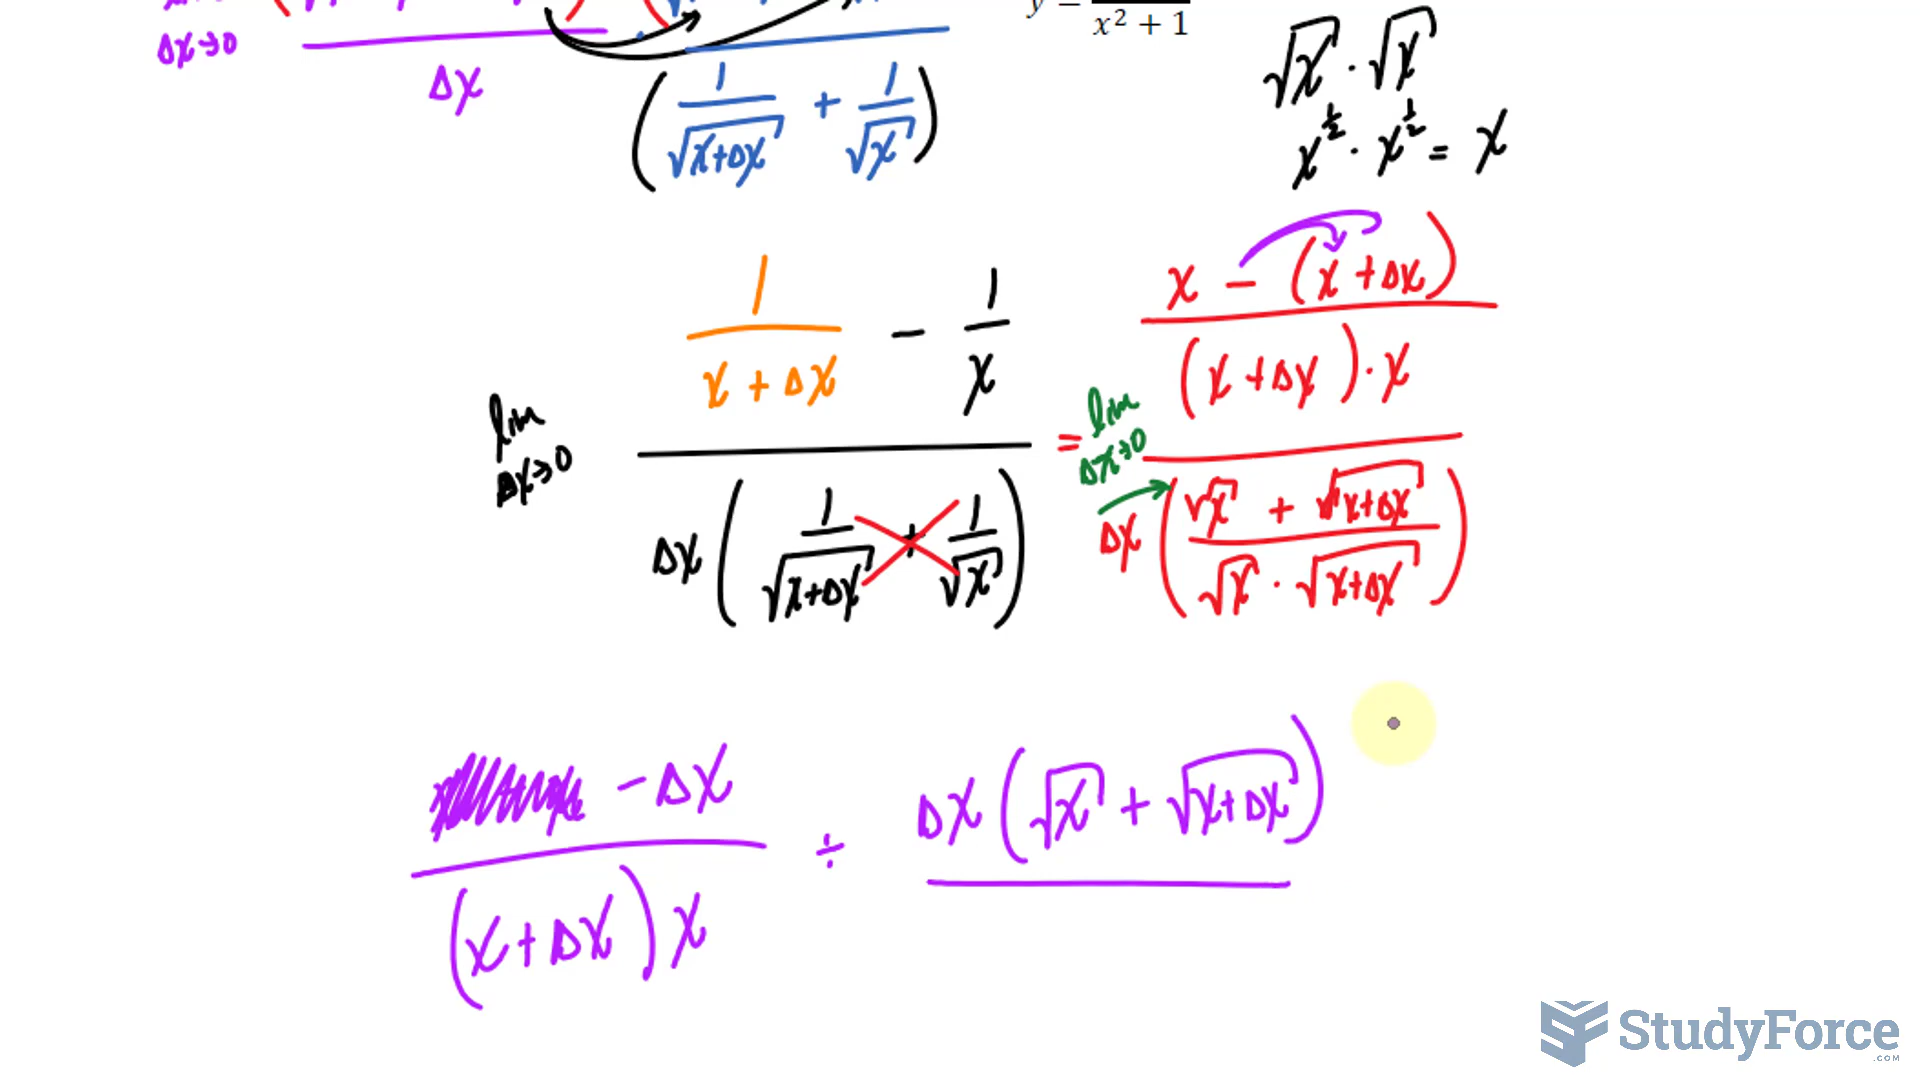 Δx→0
Δx
(1/√(x+Δx) + 1/√x)
x² + 1
√x · √x
x^(1/2) · x^(1/2) = x
lim Δx→0 (1/(x + Δx) − 1/x) / (Δx (1/√(x+Δx) + 1/√x))
= lim Δx→0 ((x − (x + Δx)) / ((x + Δx) · x)) / (Δx ((√x + √(x+Δx)) / (√x · √(x+Δx))))
−Δx / ((x + Δx) x) ÷ Δx (√x + √(x+Δx))
StudyForce
.COM